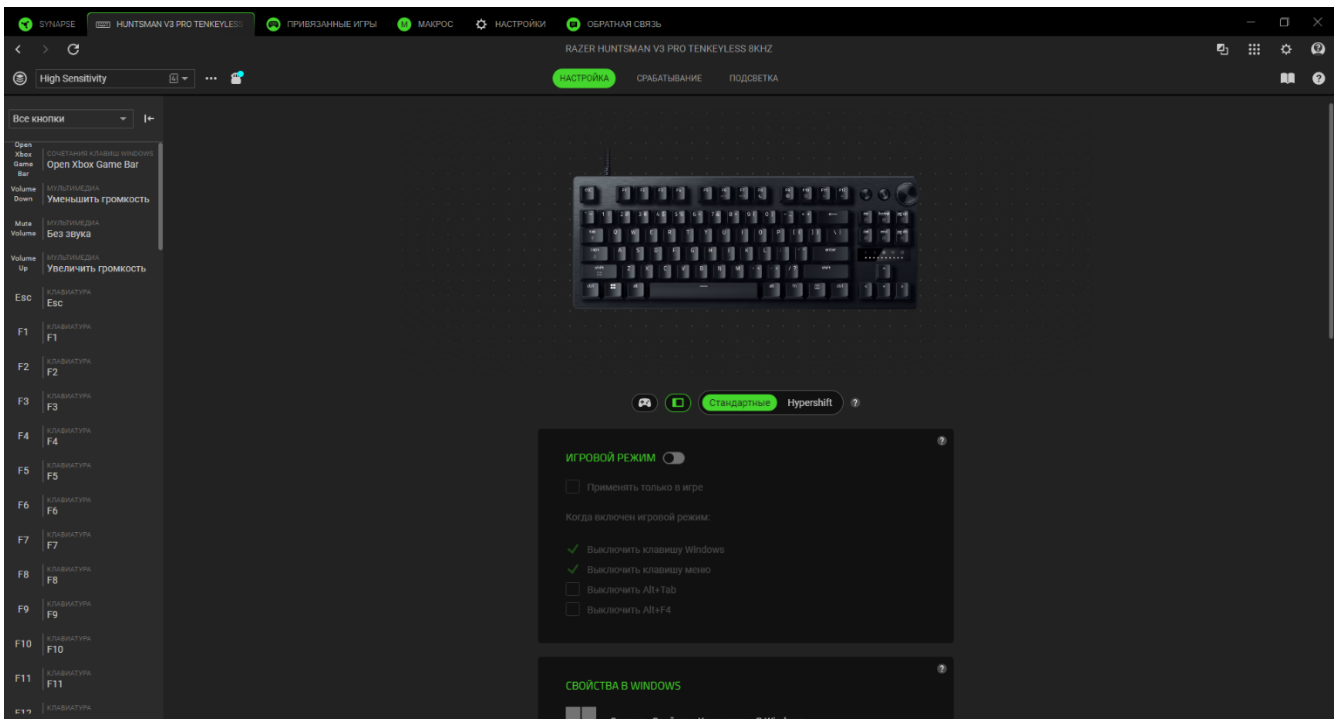 SYNAPSE
HUNTSMAN V3 PRO TENKEYLESS
ПРИВЯЗАННЫЕ ИГРЫ
МАКРОС
НАСТРОЙКИ
ОБРАТНАЯ СВЯЗЬ
RAZER HUNTSMAN V3 PRO TENKEYLESS 8KHZ
High Sensitivity
НАСТРОЙКА
СРАБАТЫВАНИЕ
ПОДСВЕТКА
Все кнопки
Open
Xbox
Game
Bar
СОЧЕТАНИЯ КЛАВИШ WINDOWS
Open Xbox Game Bar
Volume
Down
МУЛЬТИМЕДИА
Уменьшить громкость
Mute
Volume
МУЛЬТИМЕДИА
Без звука
Volume
Up
МУЛЬТИМЕДИА
Увеличить громкость
Esc
КЛАВИАТУРА
Esc
F1
КЛАВИАТУРА
F1
F2
КЛАВИАТУРА
F2
F3
КЛАВИАТУРА
F3
F4
КЛАВИАТУРА
F4
F5
КЛАВИАТУРА
F5
F6
КЛАВИАТУРА
F6
F7
КЛАВИАТУРА
F7
F8
КЛАВИАТУРА
F8
F9
КЛАВИАТУРА
F9
F10
КЛАВИАТУРА
F10
F11
КЛАВИАТУРА
F11
F12
КЛАВИАТУРА
Стандартные
Hypershift
ИГРОВОЙ РЕЖИМ
Применять только в игре
Когда включен игровой режим:
Выключить клавишу Windows
Выключить клавишу меню
Выключить Alt+Tab
Выключить Alt+F4
СВОЙСТВА В WINDOWS